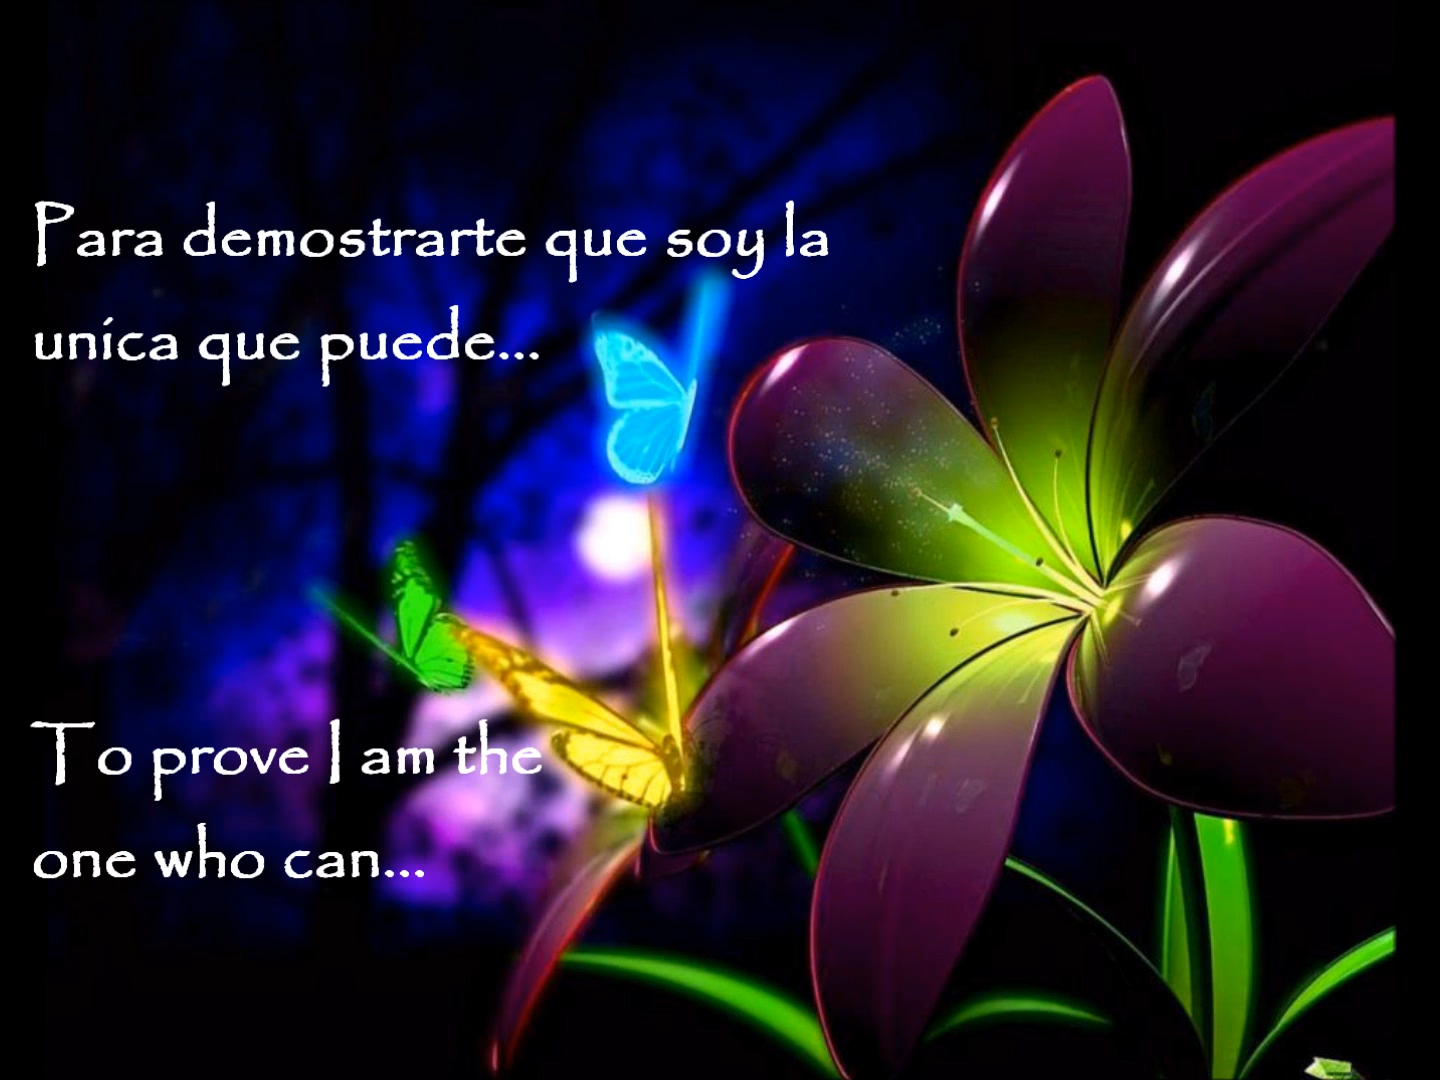 Para demostrarte que soy la
unica que puede...
To prove I am the
one who can...